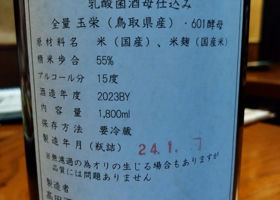 乳酸菌酒母仕込み
全量 玉栄（鳥取県産）・601酵母
原材料名 米（国産）、米麹（国産米）
精米歩合 55%
アルコール分 15度
酒造年度 2023BY
内容量 1,800ml
保存方法 要冷蔵
製造年月（瓶詰） 24.1.
※無濾過の為オリの生じる場合もありますが
品質には問題ありません
製造者